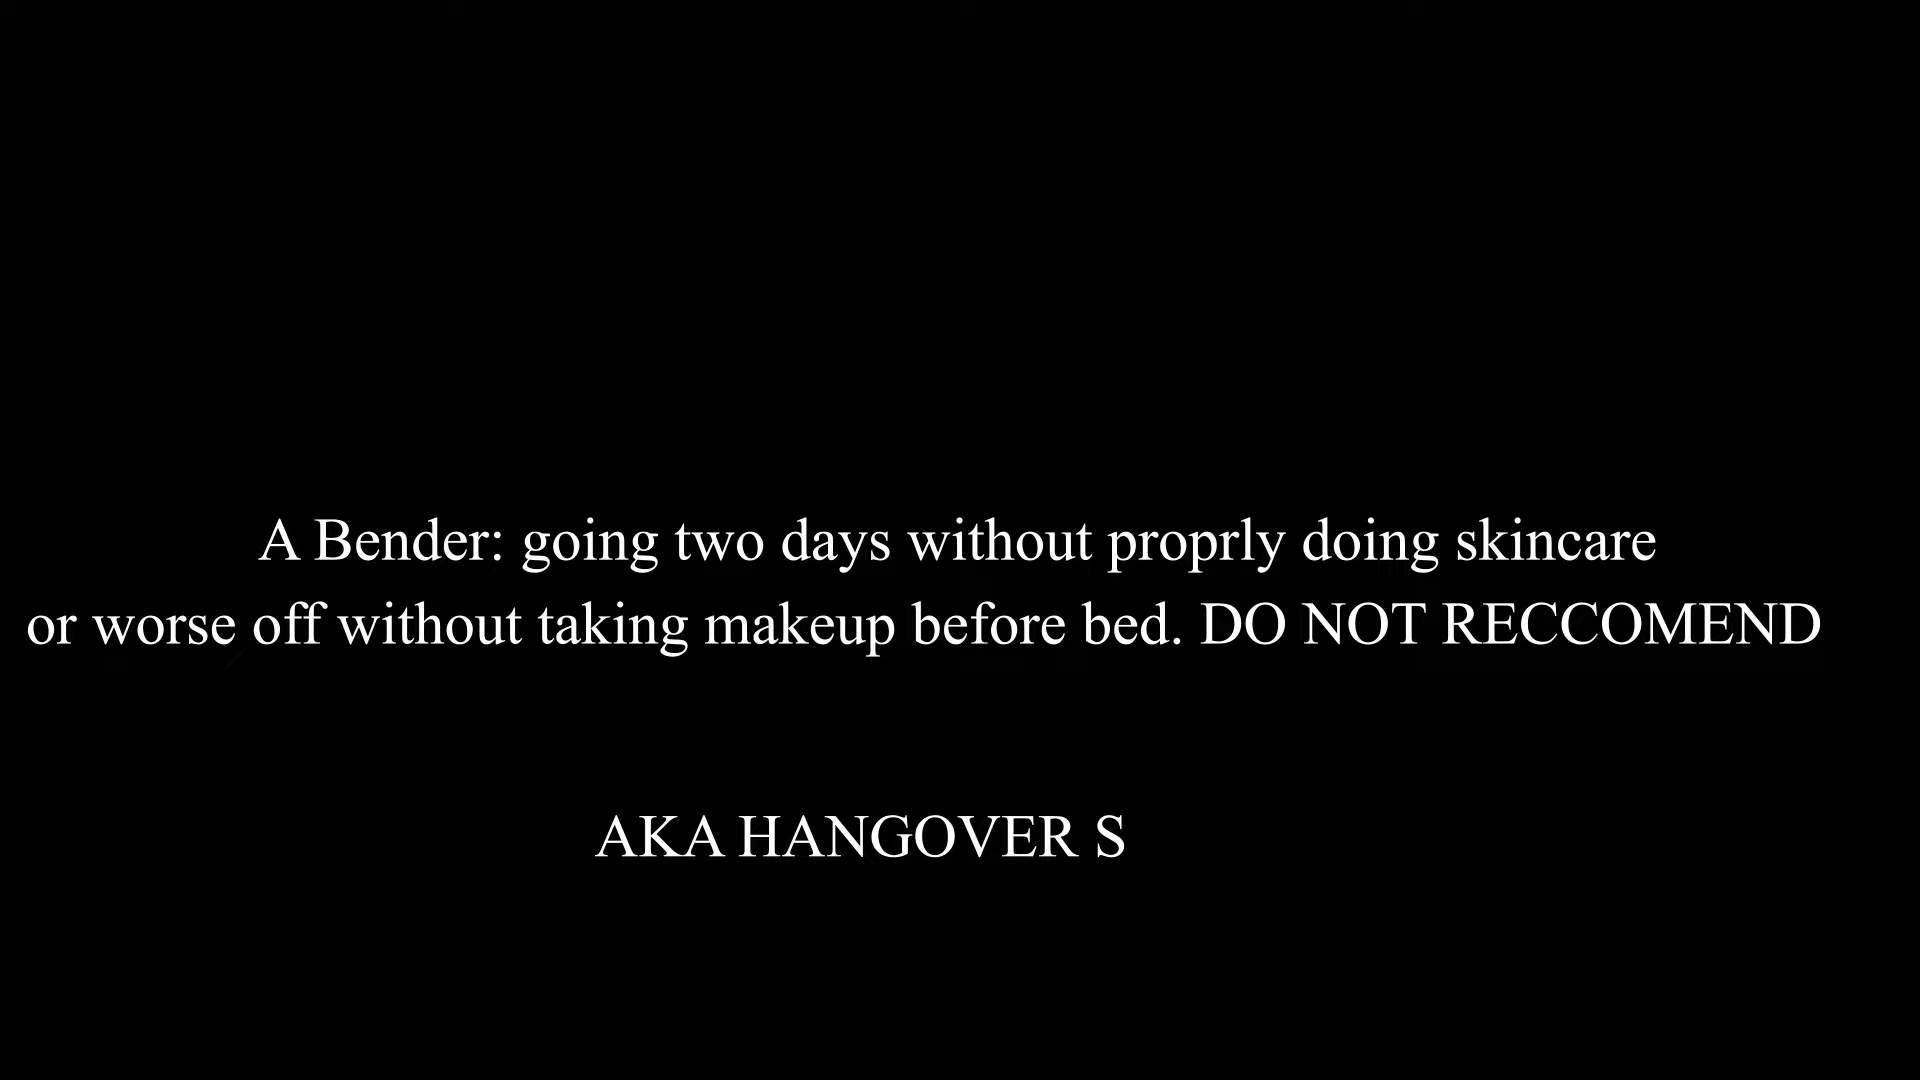 A Bender: going two days without proprly doing skincare
or worse off without taking makeup before bed. DO NOT RECCOMEND
AKA HANGOVER S